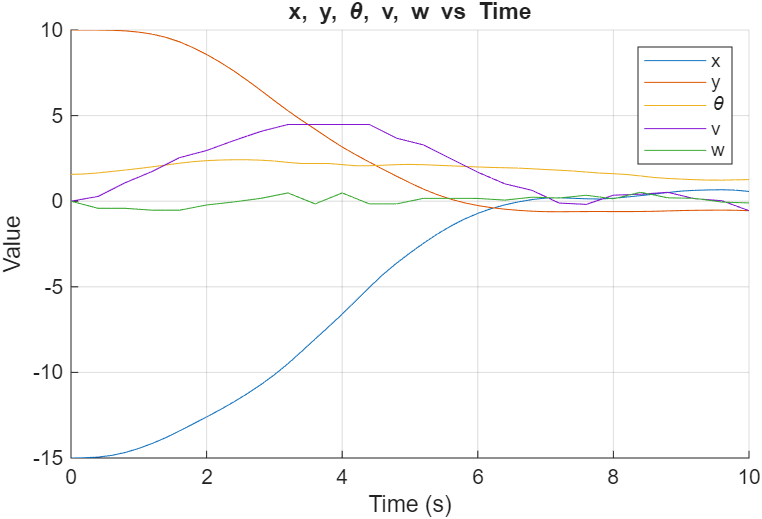 x, y, θ, v, w vs Time
10
5
0
-5
-10
-15
Value
x
y
θ
v
w
0 2 4 6 8 10
Time (s)